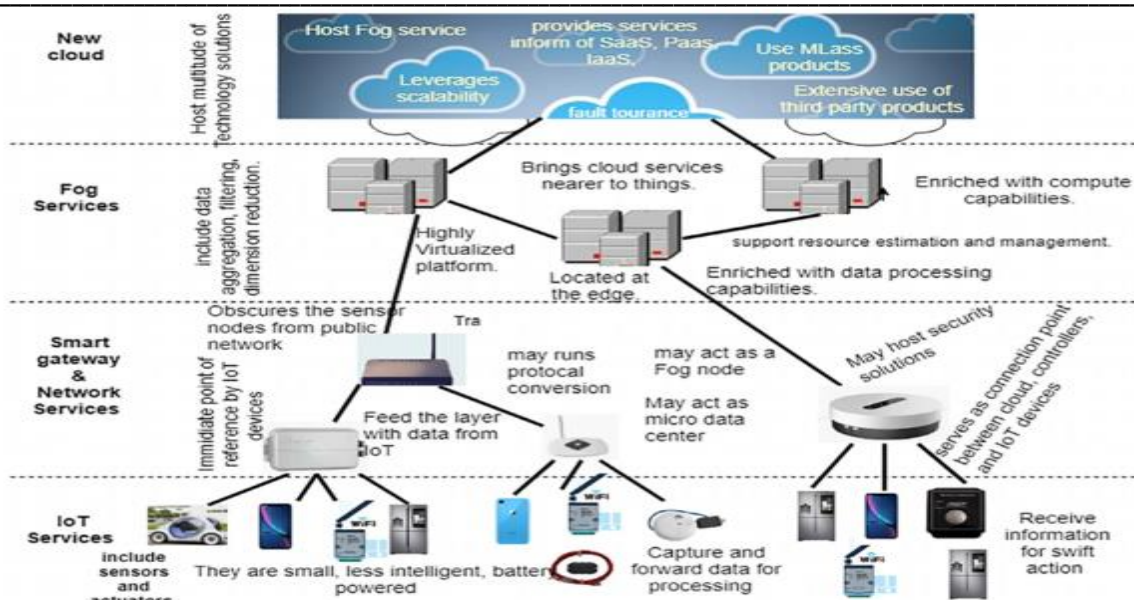 New
cloud
Host multitude of
Technology solutions
Host Fog service
provides services
inform of SaaS, Paas,
IaaS,
Use MLass
products
Leverages
scalability
fault tourance
Extensive use of
third-party products
Fog
Services
include data
aggregation, filtering,
dimension reduction.
Brings cloud services
nearer to things.
Enriched with compute
capabilities.
Highly
Virtualized
platform.
support resource estimation and management.
Located at
the edge,
Enriched with data processing
capabilities.
Smart
gateway
&
Network
Services
Immidiate point of
reference by IoT
devices
Obscures the sensor
nodes from public
network
Tra
may runs
protocal
conversion
may act as a
Fog node
May act as
micro data
center
May host security
solutions
serves as connection point
between cloud, controllers,
and IoT devices
Feed the layer
with data from
IoT
IoT
Services
include
sensors
and
actuators
WiFi
WiFi
WiFi
They are small, less intelligent, battery
powered
Capture and
forward data for
processing
Receive
information
for swift
action